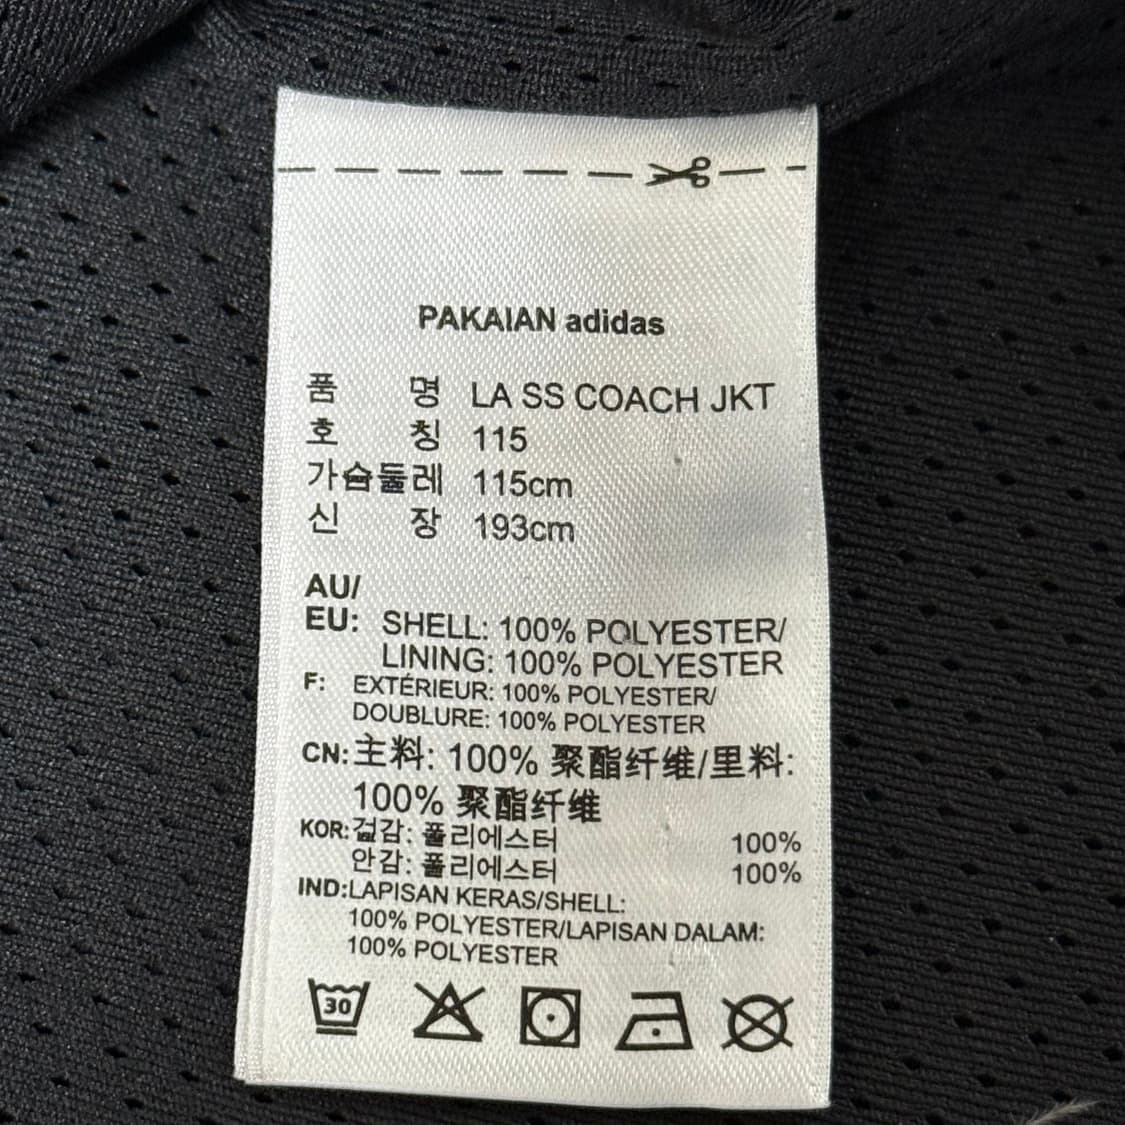 PAKAIAN adidas
품 명 LA SS COACH JKT
호 칭 115
가슴둘레 115cm
신 장 193cm
AU/
EU: SHELL: 100% POLYESTER/
LINING: 100% POLYESTER
F: EXTÉRIEUR: 100% POLYESTER/
DOUBLURE: 100% POLYESTER
CN: 主料: 100% 聚酯纤维/里料:
100% 聚酯纤维
KOR: 겉감: 폴리에스터 100%
안감: 폴리에스터 100%
IND: LAPISAN KERAS/SHELL:
100% POLYESTER/LAPISAN DALAM:
100% POLYESTER
30